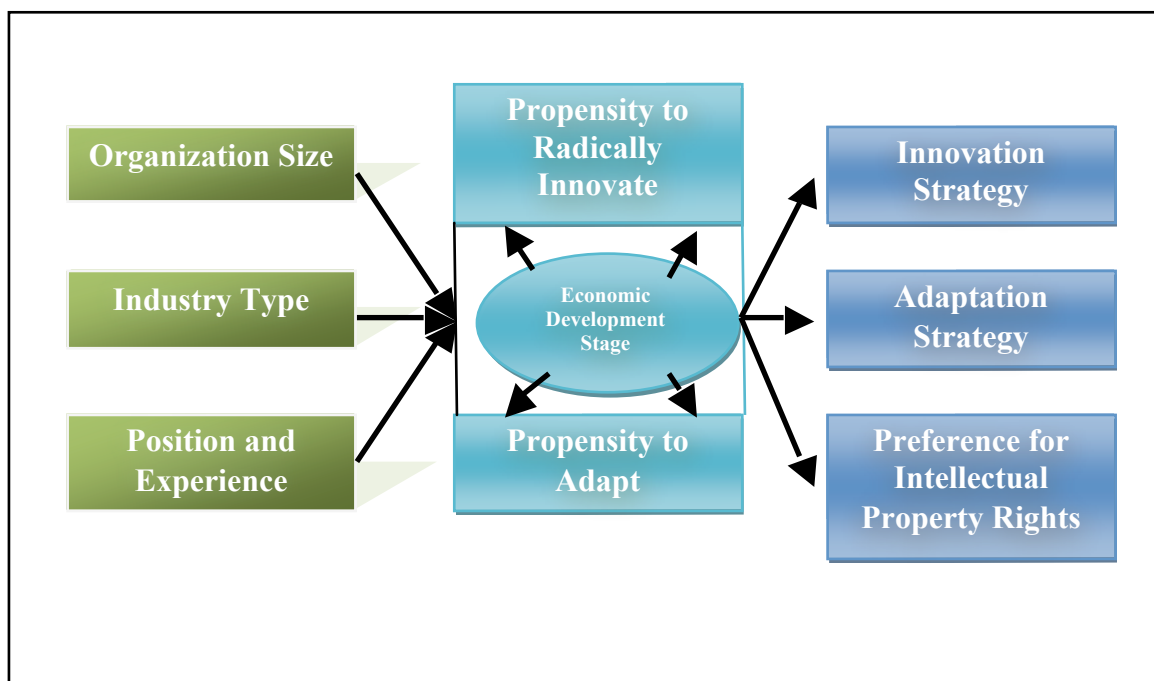 Organization Size
Industry Type
Position and
Experience
Propensity to
Radically
Innovate
Economic
Development
Stage
Propensity to
Adapt
Innovation
Strategy
Adaptation
Strategy
Preference for
Intellectual
Property Rights